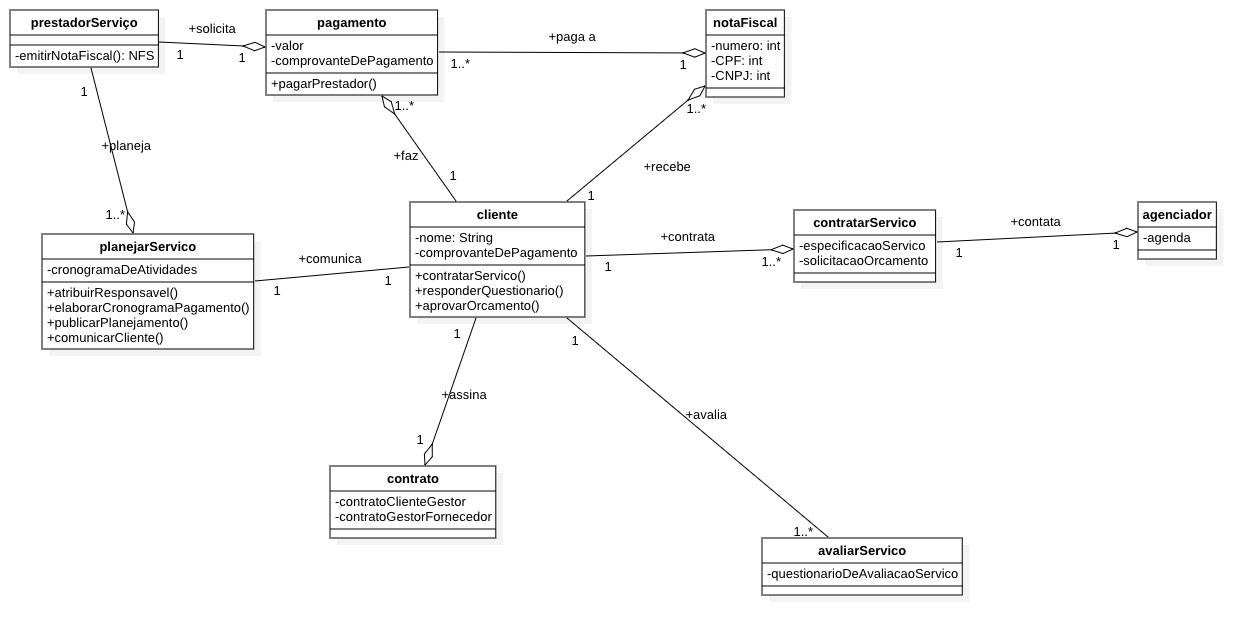 prestadorServiço
-emitirNotaFiscal(): NFS
+solicita
1
1
pagamento
-valor
-comprovanteDePagamento
+pagarPrestador()
+paga a
1..*
1
notaFiscal
-numero: int
-CPF: int
-CNPJ: int
1
+planeja
1..*
1..*
+faz
1
1..*
+recebe
1
planejarServico
-cronogramaDeAtividades
+atribuirResponsavel()
+elaborarCronogramaPagamento()
+publicarPlanejamento()
+comunicarCliente()
+comunica
1
1
cliente
-nome: String
-comprovanteDePagamento
+contratarServico()
+responderQuestionario()
+aprovarOrcamento()
+contrata
1
1..*
contratarServico
-especificacaoServico
-solicitacaoOrcamento
+contata
1
1
agenciador
-agenda
1
+assina
1
contrato
-contratoClienteGestor
-contratoGestorFornecedor
1
+avalia
1..*
avaliarServico
-questionarioDeAvaliacaoServico